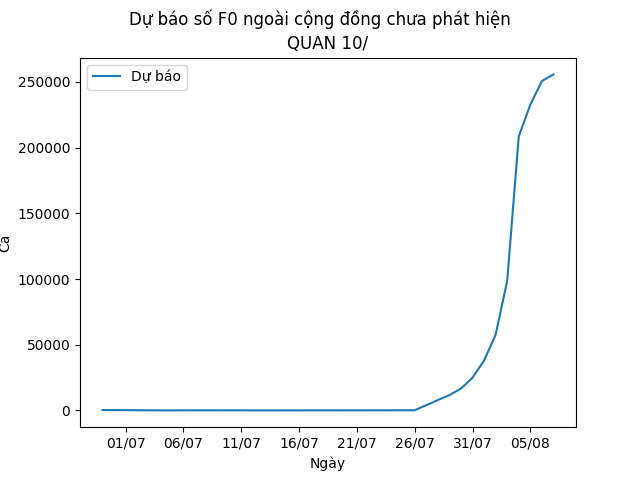 Dự báo số F0 ngoài cộng đồng chưa phát hiện
QUAN 10/
Dự báo
250000
200000
150000
100000
50000
0
Ca
01/07 06/07 11/07 16/07 21/07 26/07 31/07 05/08
Ngày